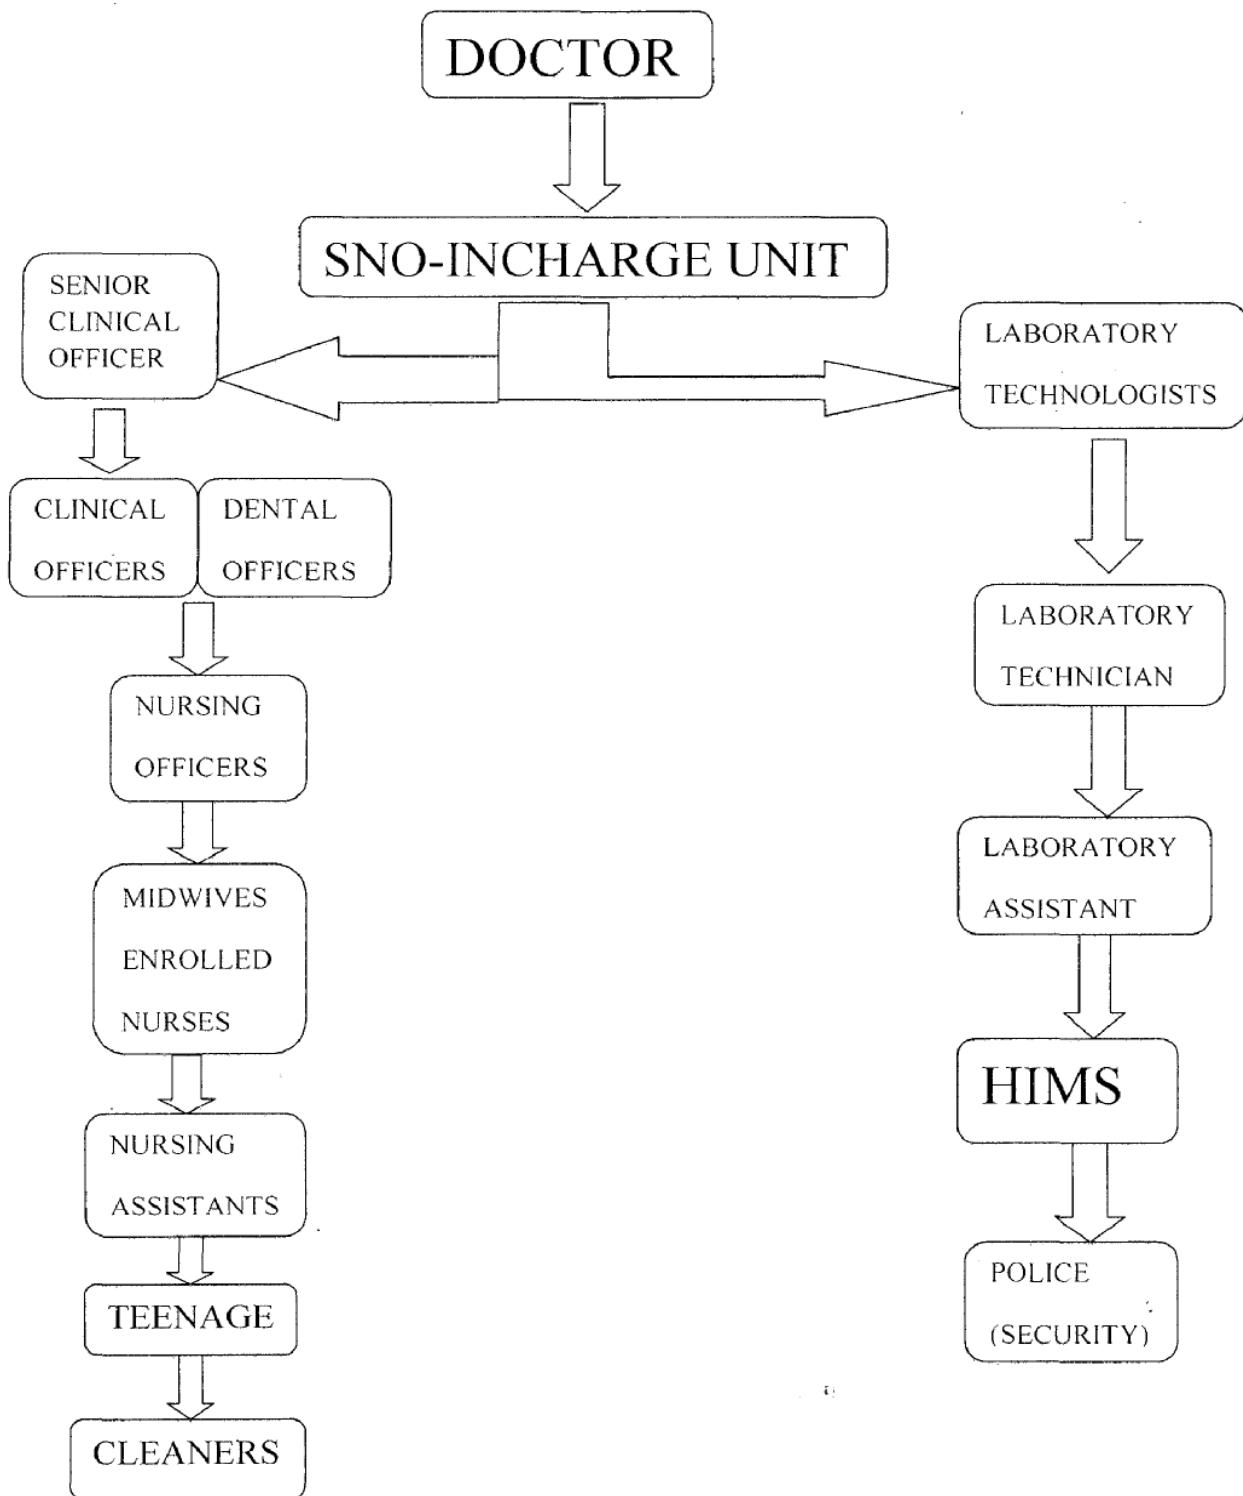 DOCTOR
SNO-INCHARGE UNIT
SENIOR
CLINICAL
OFFICER
CLINICAL
OFFICERS
DENTAL
OFFICERS
NURSING
OFFICERS
MIDWIVES
ENROLLED
NURSES
NURSING
ASSISTANTS
TEENAGE
CLEANERS
LABORATORY
TECHNOLOGISTS
LABORATORY
TECHNICIAN
LABORATORY
ASSISTANT
HIMS
POLICE
(SECURITY)